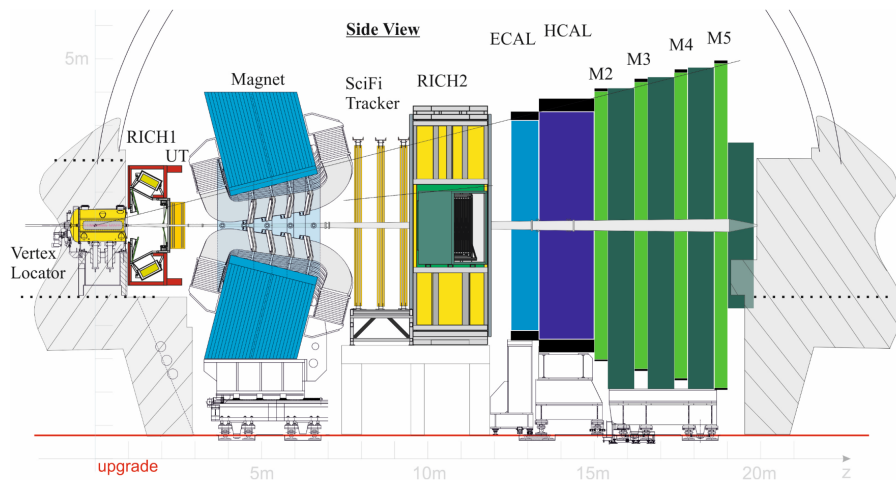 Side View
ECAL
HCAL
5m
M5
M4
M3
M2
Magnet
SciFi
Tracker
RICH2
RICH1
UT
Vertex
Locator
upgrade
5m
10m
15m
20m
z